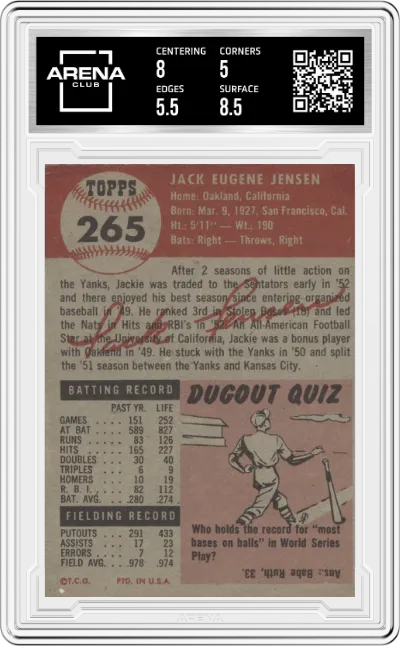 ARENA
CLUB
CENTERING CORNERS
8 5
EDGES SURFACE
5.5 8.5
TOPPS
265
JACK EUGENE JENSEN
Home: Oakland, California
Born: Mar. 9, 1927, San Francisco, Cal.
Ht.: 5'11" — Wt.: 190
Bats: Right — Throws, Right
After 2 seasons of little action on
the Yanks, Jackie was traded to the Senators early in '52
and there enjoyed his best season since entering organized
baseball in '49. He ranked 3rd in Stolen Bases (18) and led
the Nats in Hits and RBI's in '52. An All-American Football
Star at the University of California, Jackie was a bonus player
with Oakland in '49. He stuck with the Yanks in '50 and split
the '51 season between the Yanks and Kansas City.
Jack Jensen
BATTING RECORD
PAST YR. LIFE
GAMES .... 151 252
AT BAT .... 589 827
RUNS .... 83 126
HITS .... 165 227
DOUBLES ... 30 40
TRIPLES ... 6 9
HOMERS ... 10 19
R. B. I. .... 82 112
BAT. AVG. .. .280 .274
FIELDING RECORD
PUTOUTS ... 291 433
ASSISTS ... 17 23
ERRORS .... 7 12
FIELD AVG... .978 .974
©T.C.G. PTD. IN U.S.A.
DUGOUT QUIZ
Who holds the record for "most
bases on balls" in World Series
Play?
Ans.: Babe Ruth, 33.
ARENA